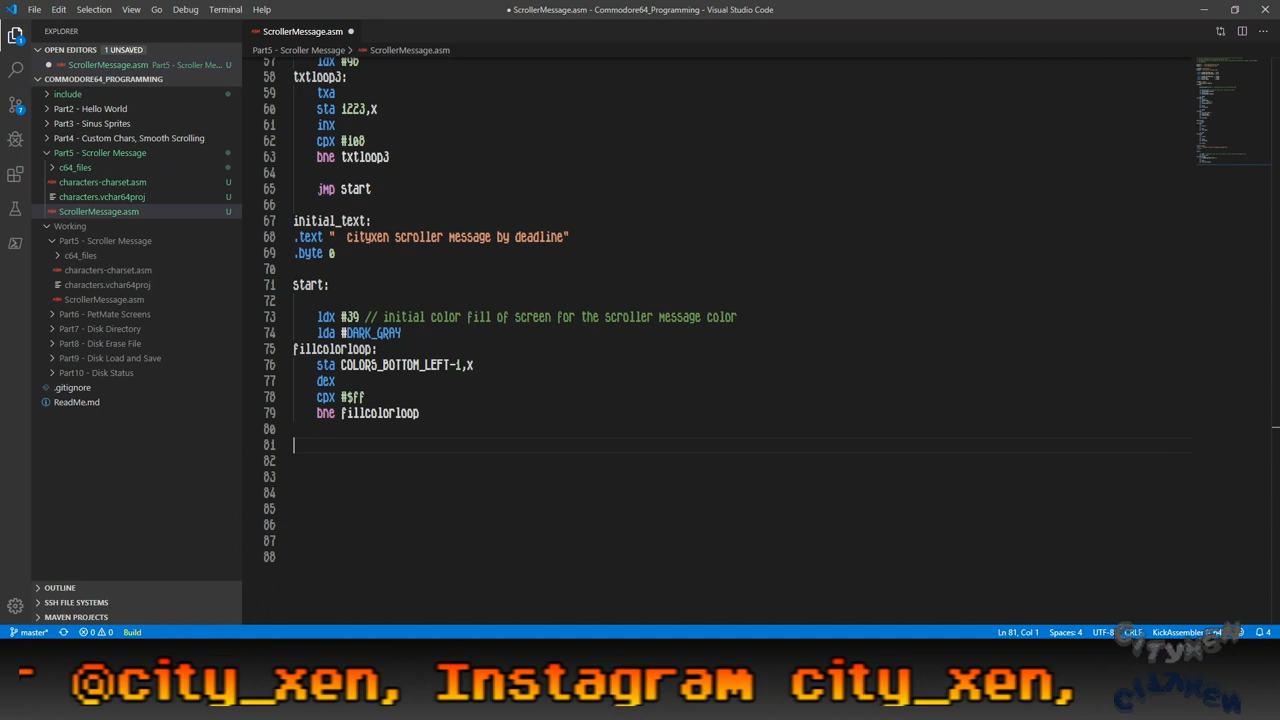 File Edit Selection View Go Debug Terminal Help
● ScrollerMessage.asm - Commodore64_Programming - Visual Studio Code
EXPLORER
OPEN EDITORS 1 UNSAVED
ScrollerMessage.asm Part5 - Scroller Me... U
COMMODORE64_PROGRAMMING
include
Part2 - Hello World
Part3 - Sinus Sprites
Part4 - Custom Chars, Smooth Scrolling
Part5 - Scroller Message
c64_files
characters-charset.asm U
characters.vchar64proj U
ScrollerMessage.asm U
Working
Part5 - Scroller Message
c64_files
characters-charset.asm
characters.vchar64proj
ScrollerMessage.asm
Part6 - PetMate Screens
Part7 - Disk Directory
Part8 - Disk Erase File
Part9 - Disk Load and Save
Part10 - Disk Status
.gitignore
ReadMe.md
OUTLINE
SSH FILE SYSTEMS
MAVEN PROJECTS
ScrollerMessage.asm ●
Part5 - Scroller Message > ScrollerMessage.asm
57 ldx #96
58 txtloop3:
59 txa
60 sta 1223,x
61 inx
62 cpx #108
63 bne txtloop3
64
65 jmp start
66
67 initial_text:
68 .text "  cityxen scroller message by deadline"
69 .byte 0
70
71 start:
72
73 ldx #39 // initial color fill of screen for the scroller message color
74 lda #DARK_GRAY
75 fillcolorloop:
76 sta COLORS_BOTTOM_LEFT-1,x
77 dex
78 cpx #$ff
79 bne fillcolorloop
80
81
82
83
84
85
86
87
88
master* 0 0 Build Ln 81, Col 1 Spaces: 4 CRLF 4
- @city_xen, Instagram city_xen,
CITYXEN